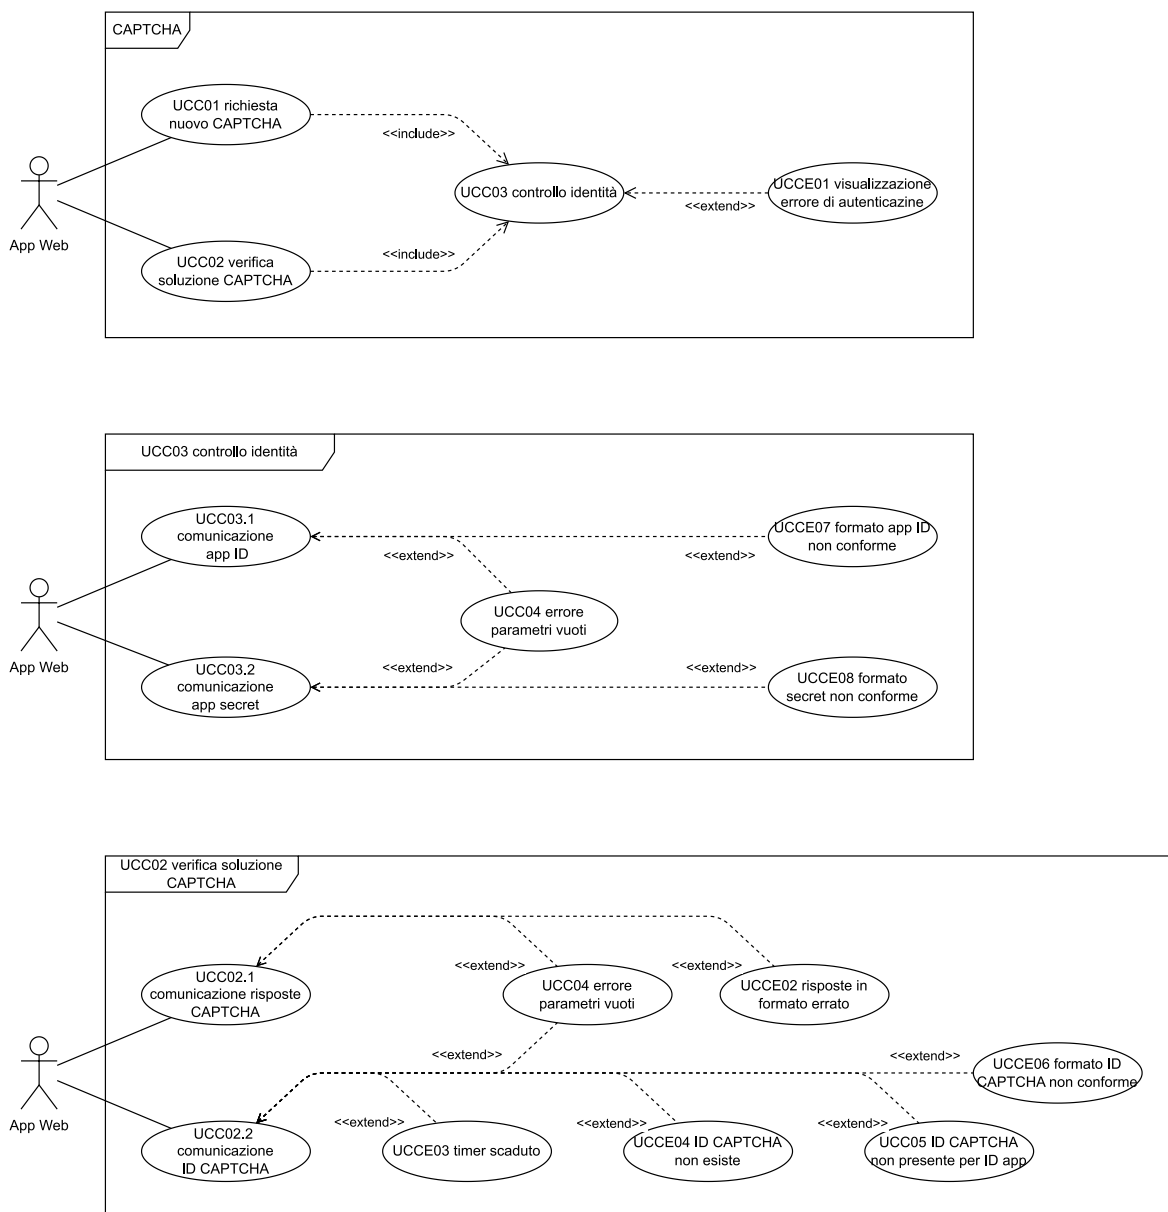 CAPTCHA
UCC01 richiesta
nuovo CAPTCHA
<<include>>
UCC03 controllo identità
UCCE01 visualizzazione
errore di autenticazine
<<extend>>
App Web
UCC02 verifica
soluzione CAPTCHA
<<include>>
UCC03 controllo identità
UCC03.1
comunicazione
app ID
<<extend>>
<<extend>>
UCCE07 formato app ID
non conforme
UCC04 errore
parametri vuoti
App Web
UCC03.2
comunicazione
app secret
<<extend>>
<<extend>>
UCCE08 formato
secret non conforme
UCC02 verifica soluzione
CAPTCHA
UCC02.1
comunicazione risposte
CAPTCHA
<<extend>>
UCC04 errore
parametri vuoti
<<extend>>
UCCE02 risposte in
formato errato
<<extend>>
<<extend>>
UCCE06 formato ID
CAPTCHA non conforme
App Web
UCC02.2
comunicazione
ID CAPTCHA
<<extend>>
UCCE03 timer scaduto
<<extend>>
UCCE04 ID CAPTCHA
non esiste
<<extend>>
UCC05 ID CAPTCHA
non presente per ID app